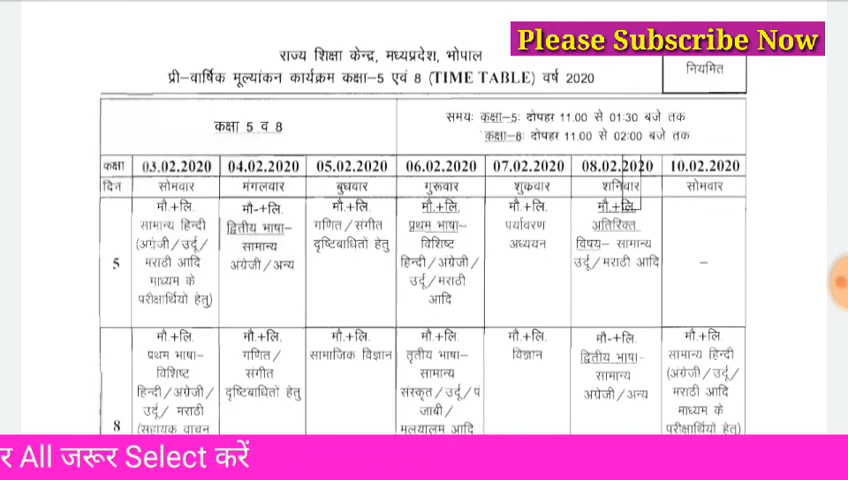 Please Subscribe Now
राज्य शिक्षा केन्द्र, मध्यप्रदेश, भोपाल
प्री–वार्षिक मूल्यांकन कार्यक्रम कक्षा–5 एवं 8 (TIME TABLE) वर्ष 2020
नियमित
कक्षा 5 व 8
समयः कक्षा–5ः दोपहर 11.00 से 01:30 बजे तक
कक्षा–8ः दोपहर 11.00 से 02:00 बजे तक
कक्षा 03.02.2020 04.02.2020 05.02.2020 06.02.2020 07.02.2020 08.02.2020 10.02.2020
दिन सोमवार मंगलवार बुधवार गुरूवार शुक्रवार शनिवार सोमवार
5
मौ.+लि.
सामान्य हिन्दी
(अग्रेजी/उर्दू/
मराठी आदि
माध्यम के
परीक्षार्थियों हेतु)
मौ-+लि.
द्वितीय भाषा–
सामान्य
अंग्रेजी/अन्य
मौ.+लि.
गणित/संगीत
दृष्टिबाधितों हेतु
मौ.+लि.
प्रथम भाषा–
विशिष्ट
हिन्दी/अंग्रेजी/
उर्दू/मराठी
आदि
मौ.+लि.
पर्यावरण
अध्ययन
मौ.+लि.
अतिरिक्त
विषय– सामान्य
उर्दू/मराठी आदि
–
8
मौ.+लि.
प्रथम भाषा–
विशिष्ट
हिन्दी/अंग्रेजी/
उर्दू/ मराठी
(सहायक वाचन
मौ.+लि.
गणित/
संगीत
दृष्टिबाधितों हेतु
मौ.+लि.
सामाजिक विज्ञान
मौ.+लि.
तृतीय भाषा–
सामान्य
संस्कृत/उर्दू/पं
जाबी/
मलयालम आदि
मौ.+लि.
विज्ञान
मौ-+लि.
द्वितीय भाषा–
सामान्य
अंग्रेजी/अन्य
मौ.+लि.
सामान्य हिन्दी
(अग्रेजी/उर्दू/
मराठी आदि
माध्यम के
परीक्षार्थियों हेतु)
र All जरूर Select करें